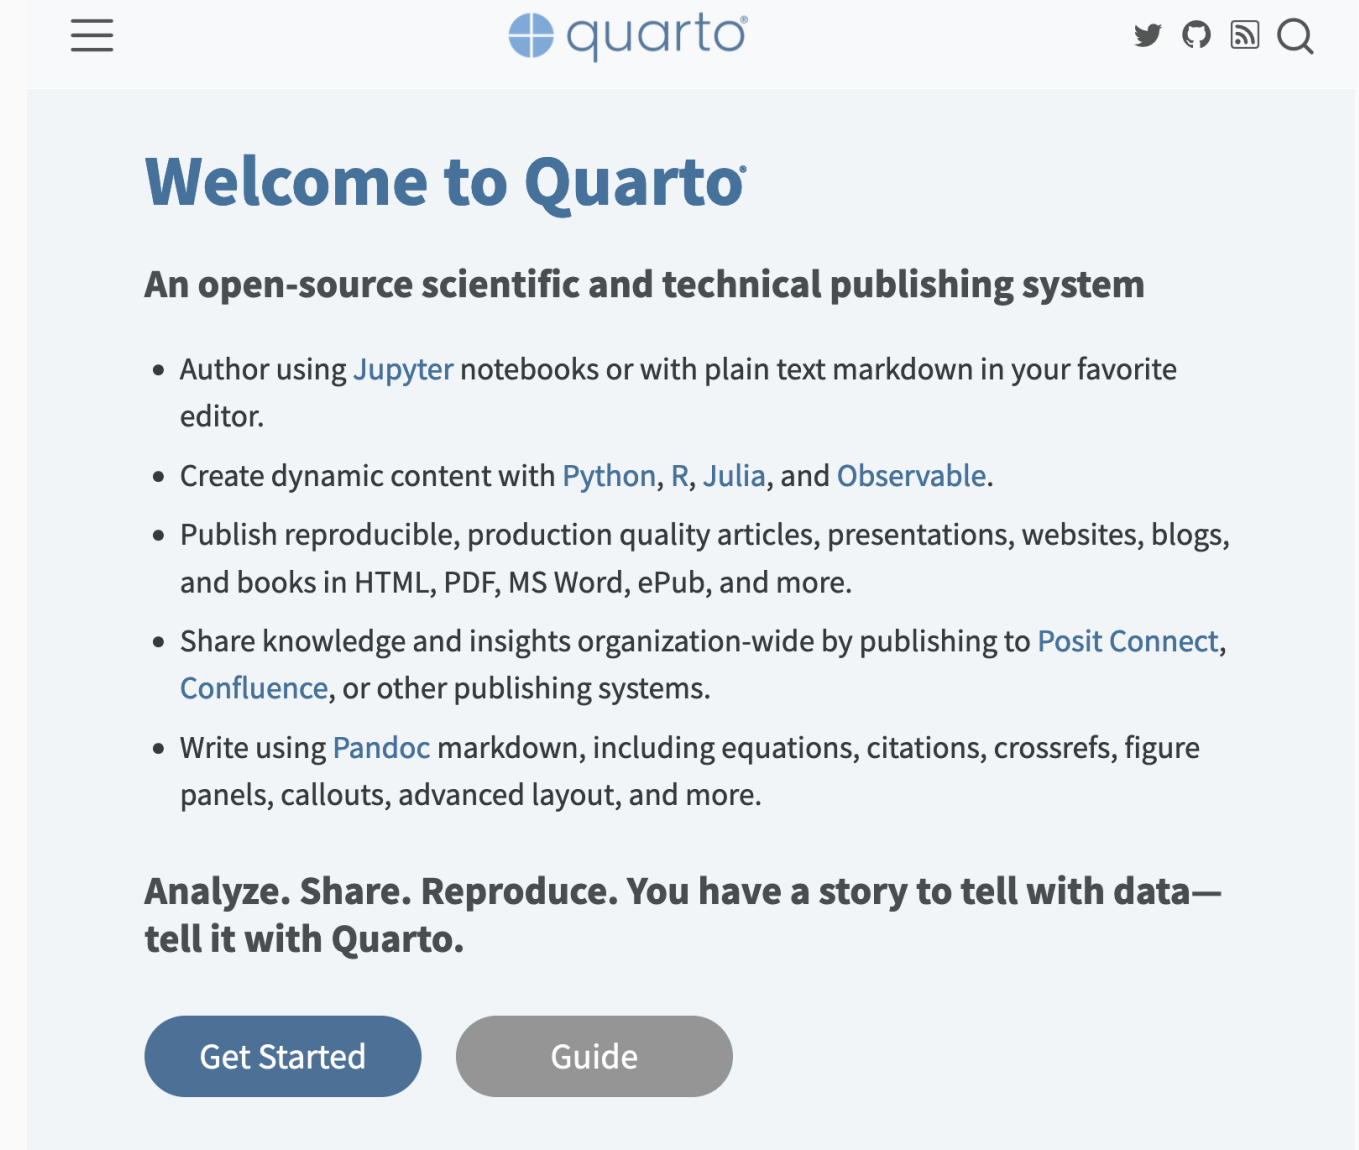 quarto®
Welcome to Quarto®
An open-source scientific and technical publishing system
• Author using Jupyter notebooks or with plain text markdown in your favorite
editor.
• Create dynamic content with Python, R, Julia, and Observable.
• Publish reproducible, production quality articles, presentations, websites, blogs,
and books in HTML, PDF, MS Word, ePub, and more.
• Share knowledge and insights organization-wide by publishing to Posit Connect,
Confluence, or other publishing systems.
• Write using Pandoc markdown, including equations, citations, crossrefs, figure
panels, callouts, advanced layout, and more.
Analyze. Share. Reproduce. You have a story to tell with data—
tell it with Quarto.
Get Started
Guide